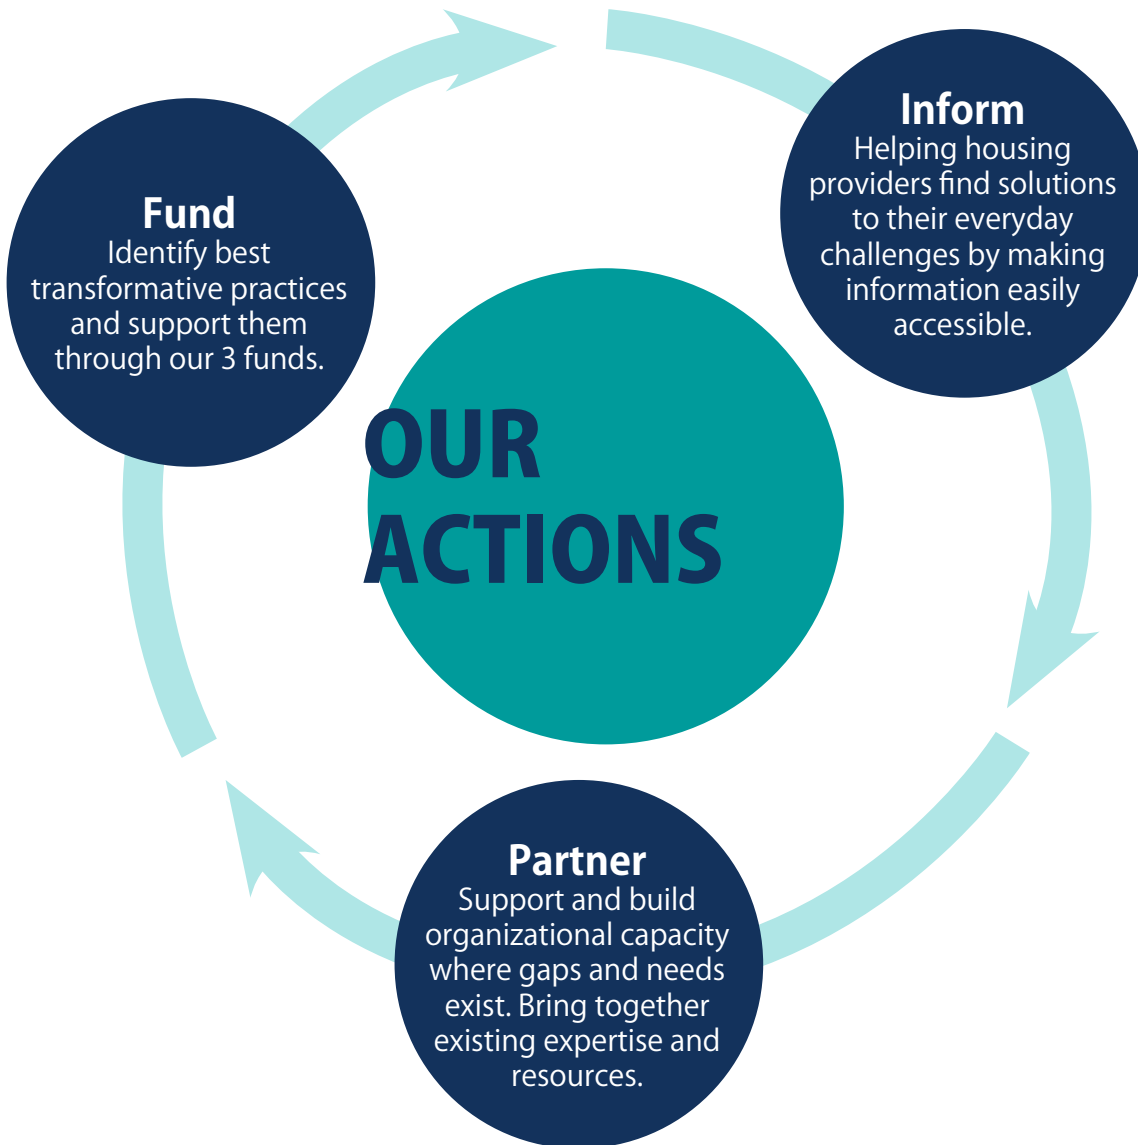 OUR
ACTIONS
Inform
Helping housing
providers find solutions
to their everyday
challenges by making
information easily
accessible.
Partner
Support and build
organizational capacity
where gaps and needs
exist. Bring together
existing expertise and
resources.
Fund
Identify best
transformative practices
and support them
through our 3 funds.